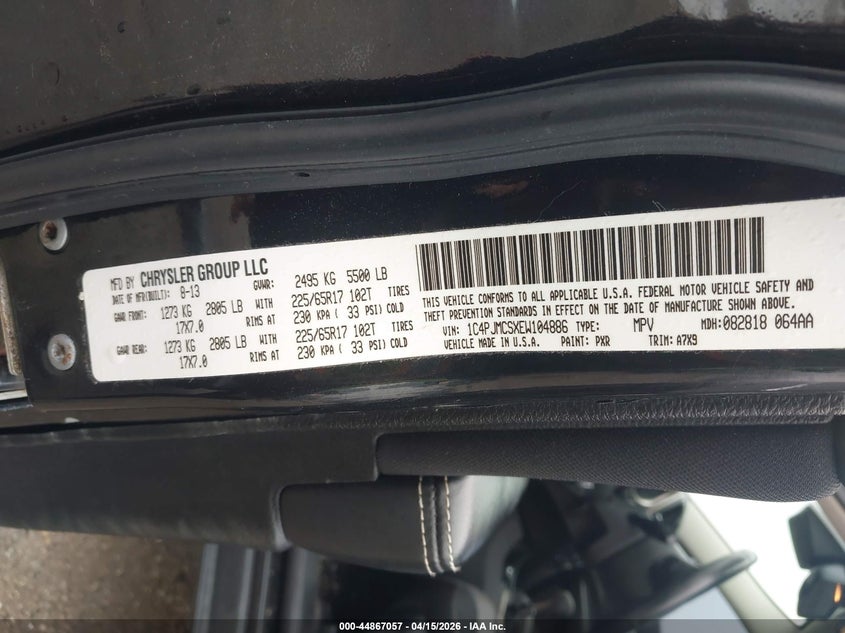 MFD BY CHRYSLER GROUP LLC
DATE OF MFR(BUILT): 8-13 GVWR: 2495 KG 5500 LB
GAWR FRONT: 1273 KG 2805 LB WITH 225/65R17 102T TIRES
17X7.0 RIMS AT 230 KPA ( 33 PSI) COLD
GAWR REAR: 1273 KG 2805 LB WITH 225/65R17 102T TIRES
17X7.0 RIMS AT 230 KPA ( 33 PSI) COLD
THIS VEHICLE CONFORMS TO ALL APPLICABLE U.S.A. FEDERAL MOTOR VEHICLE SAFETY AND
THEFT PREVENTION STANDARDS IN EFFECT ON THE DATE OF MANUFACTURE SHOWN ABOVE.
VIN: 1C4PJMCSXEW104886 TYPE: MPV MDH: 082818 064AA
VEHICLE MADE IN U.S.A. PAINT: PXR TRIM: A7X9
000-44867057 - 04/15/2026 - IAA Inc.